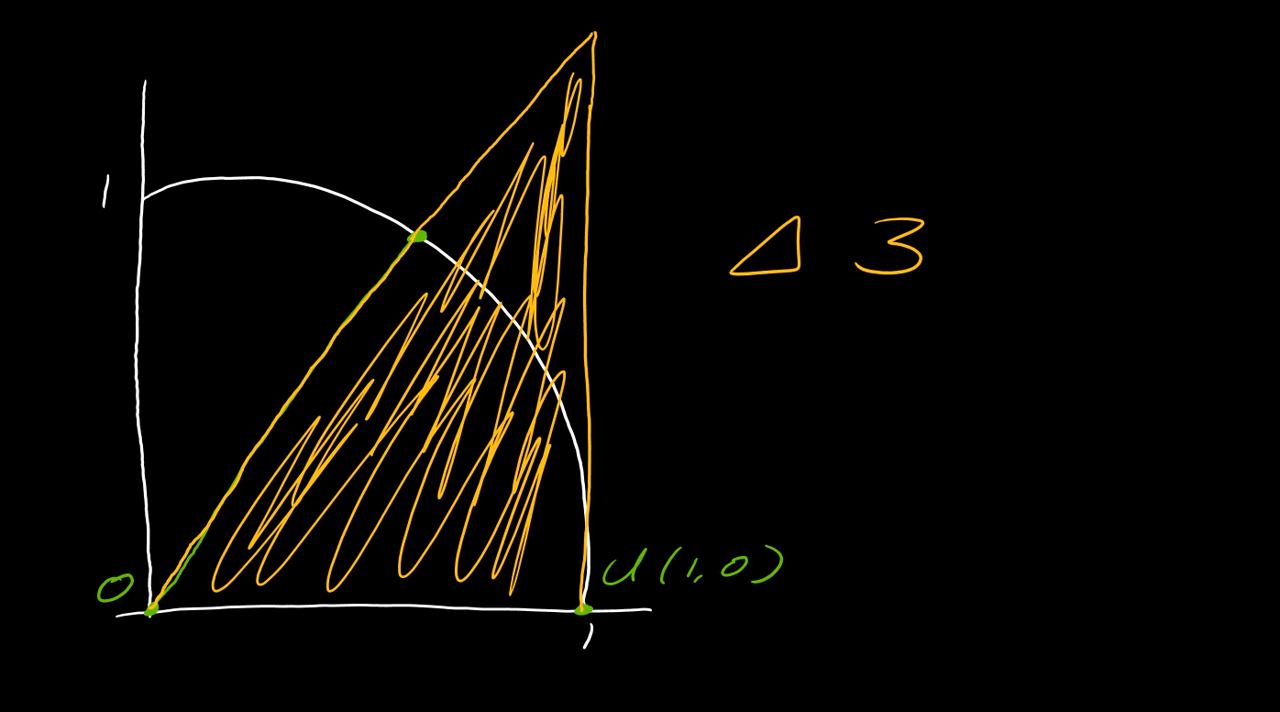 1
△ 3
O
U (1, 0)
1